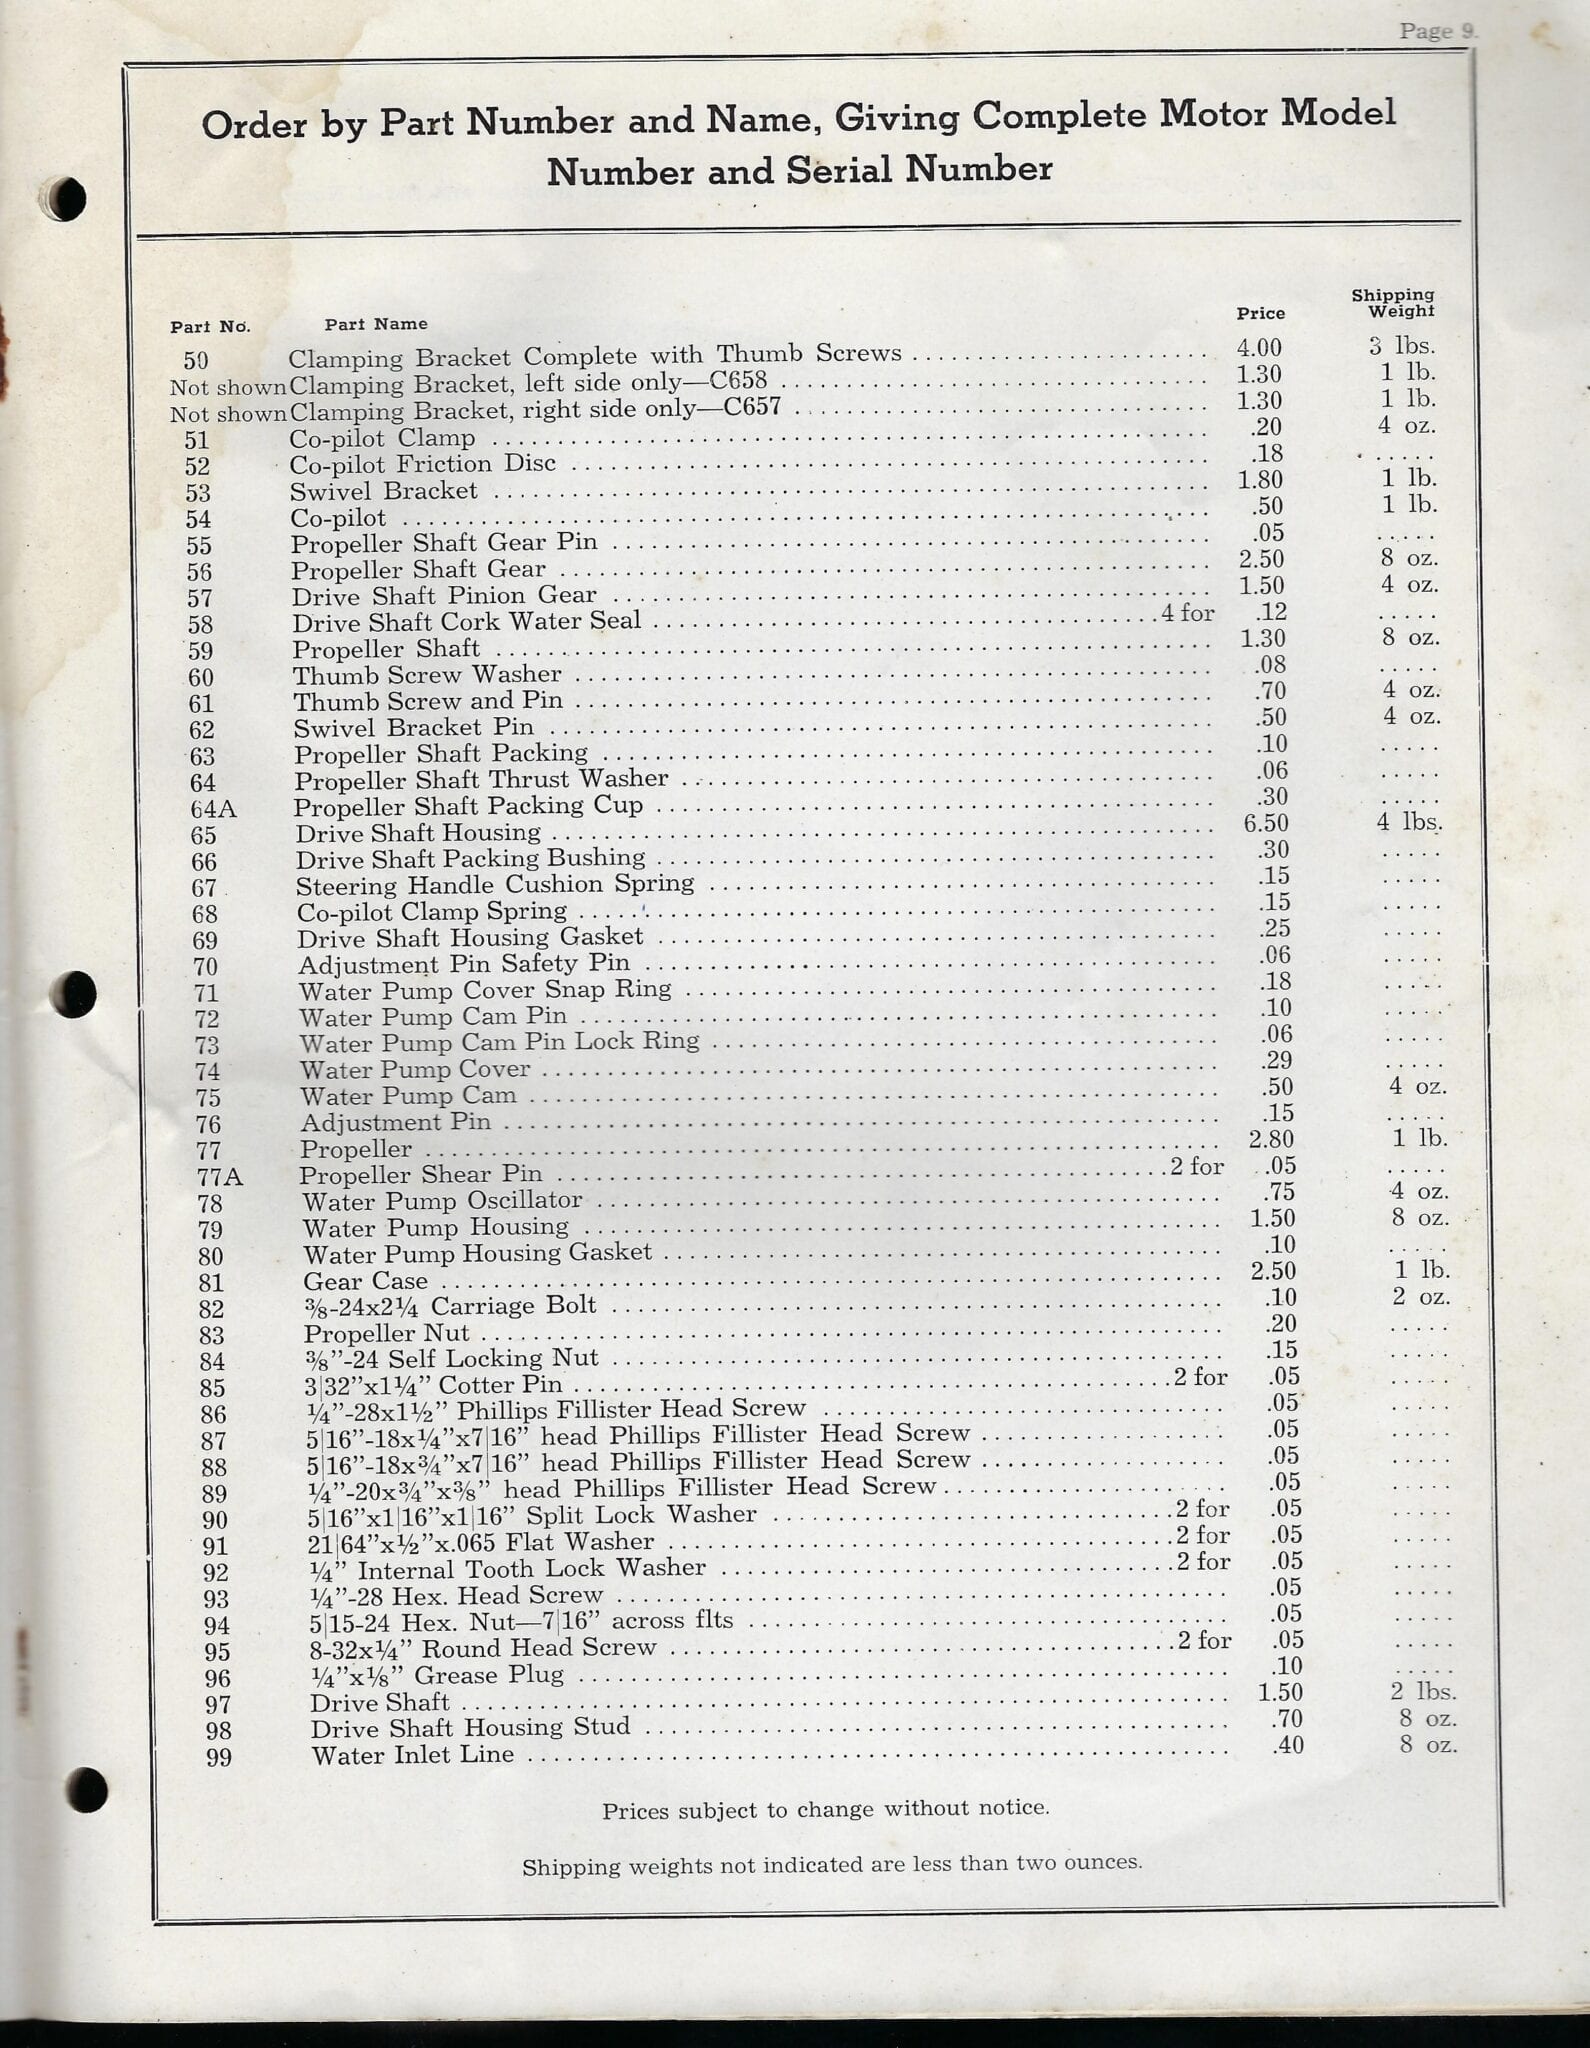 Page 9.
Order by Part Number and Name, Giving Complete Motor Model
Number and Serial Number
Part No. Part Name Price Shipping Weight
50 Clamping Bracket Complete with Thumb Screws 4.00 3 lbs.
Not shown Clamping Bracket, left side only—C658 1.30 1 lb.
Not shown Clamping Bracket, right side only—C657 1.30 1 lb.
51 Co-pilot Clamp .20 4 oz.
52 Co-pilot Friction Disc .18 .....
53 Swivel Bracket 1.80 1 lb.
54 Co-pilot .50 1 lb.
55 Propeller Shaft Gear Pin .05 .....
56 Propeller Shaft Gear 2.50 8 oz.
57 Drive Shaft Pinion Gear 1.50 4 oz.
58 Drive Shaft Cork Water Seal 4 for .12 .....
59 Propeller Shaft 1.30 8 oz.
60 Thumb Screw Washer .08 .....
61 Thumb Screw and Pin .70 4 oz.
62 Swivel Bracket Pin .50 4 oz.
63 Propeller Shaft Packing .10 .....
64 Propeller Shaft Thrust Washer .06 .....
64A Propeller Shaft Packing Cup .30 .....
65 Drive Shaft Housing 6.50 4 lbs.
66 Drive Shaft Packing Bushing .30 .....
67 Steering Handle Cushion Spring .15 .....
68 Co-pilot Clamp Spring .15 .....
69 Drive Shaft Housing Gasket .25 .....
70 Adjustment Pin Safety Pin .06 .....
71 Water Pump Cover Snap Ring .18 .....
72 Water Pump Cam Pin .10 .....
73 Water Pump Cam Pin Lock Ring .06 .....
74 Water Pump Cover .29 .....
75 Water Pump Cam .50 4 oz.
76 Adjustment Pin .15 .....
77 Propeller 2.80 1 lb.
77A Propeller Shear Pin 2 for .05 .....
78 Water Pump Oscillator .75 4 oz.
79 Water Pump Housing 1.50 8 oz.
80 Water Pump Housing Gasket .10 .....
81 Gear Case 2.50 1 lb.
82 ⅜-24x2¼ Carriage Bolt .10 2 oz.
83 Propeller Nut .20 .....
84 ⅜”-24 Self Locking Nut .15 .....
85 3|32”x1¼” Cotter Pin 2 for .05 .....
86 ¼”-28x1½” Phillips Fillister Head Screw .05 .....
87 5|16”-18x¼”x7|16” head Phillips Fillister Head Screw .05 .....
88 5|16”-18x¾”x7|16” head Phillips Fillister Head Screw .05 .....
89 ¼”-20x¾”x⅜” head Phillips Fillister Head Screw .05 .....
90 5|16”x1|16”x1|16” Split Lock Washer 2 for .05 .....
91 21|64”x½”x.065 Flat Washer 2 for .05 .....
92 ¼” Internal Tooth Lock Washer 2 for .05 .....
93 ¼”-28 Hex. Head Screw .05 .....
94 5|15-24 Hex. Nut—7|16” across flts .05 .....
95 8-32x¼” Round Head Screw 2 for .05 .....
96 ¼”x⅛” Grease Plug .10 .....
97 Drive Shaft 1.50 2 lbs.
98 Drive Shaft Housing Stud .70 8 oz.
99 Water Inlet Line .40 8 oz.
Prices subject to change without notice.
Shipping weights not indicated are less than two ounces.